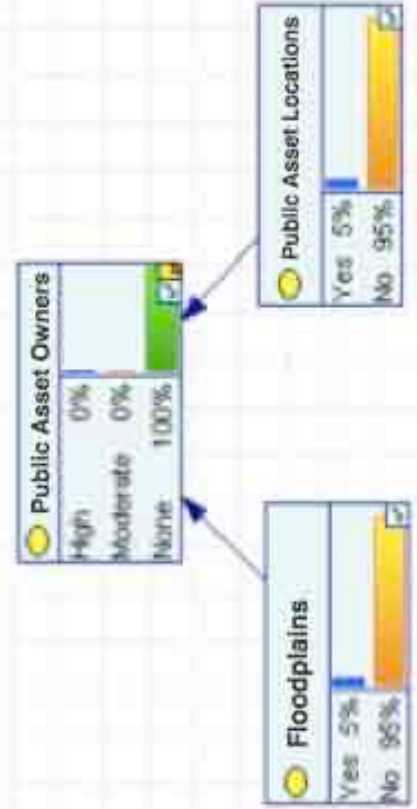 Public Asset Owners
High 0%
Moderate 0%
None 100%
Floodplains
Yes 5%
No 95%
Public Asset Locations
Yes 5%
No 95%